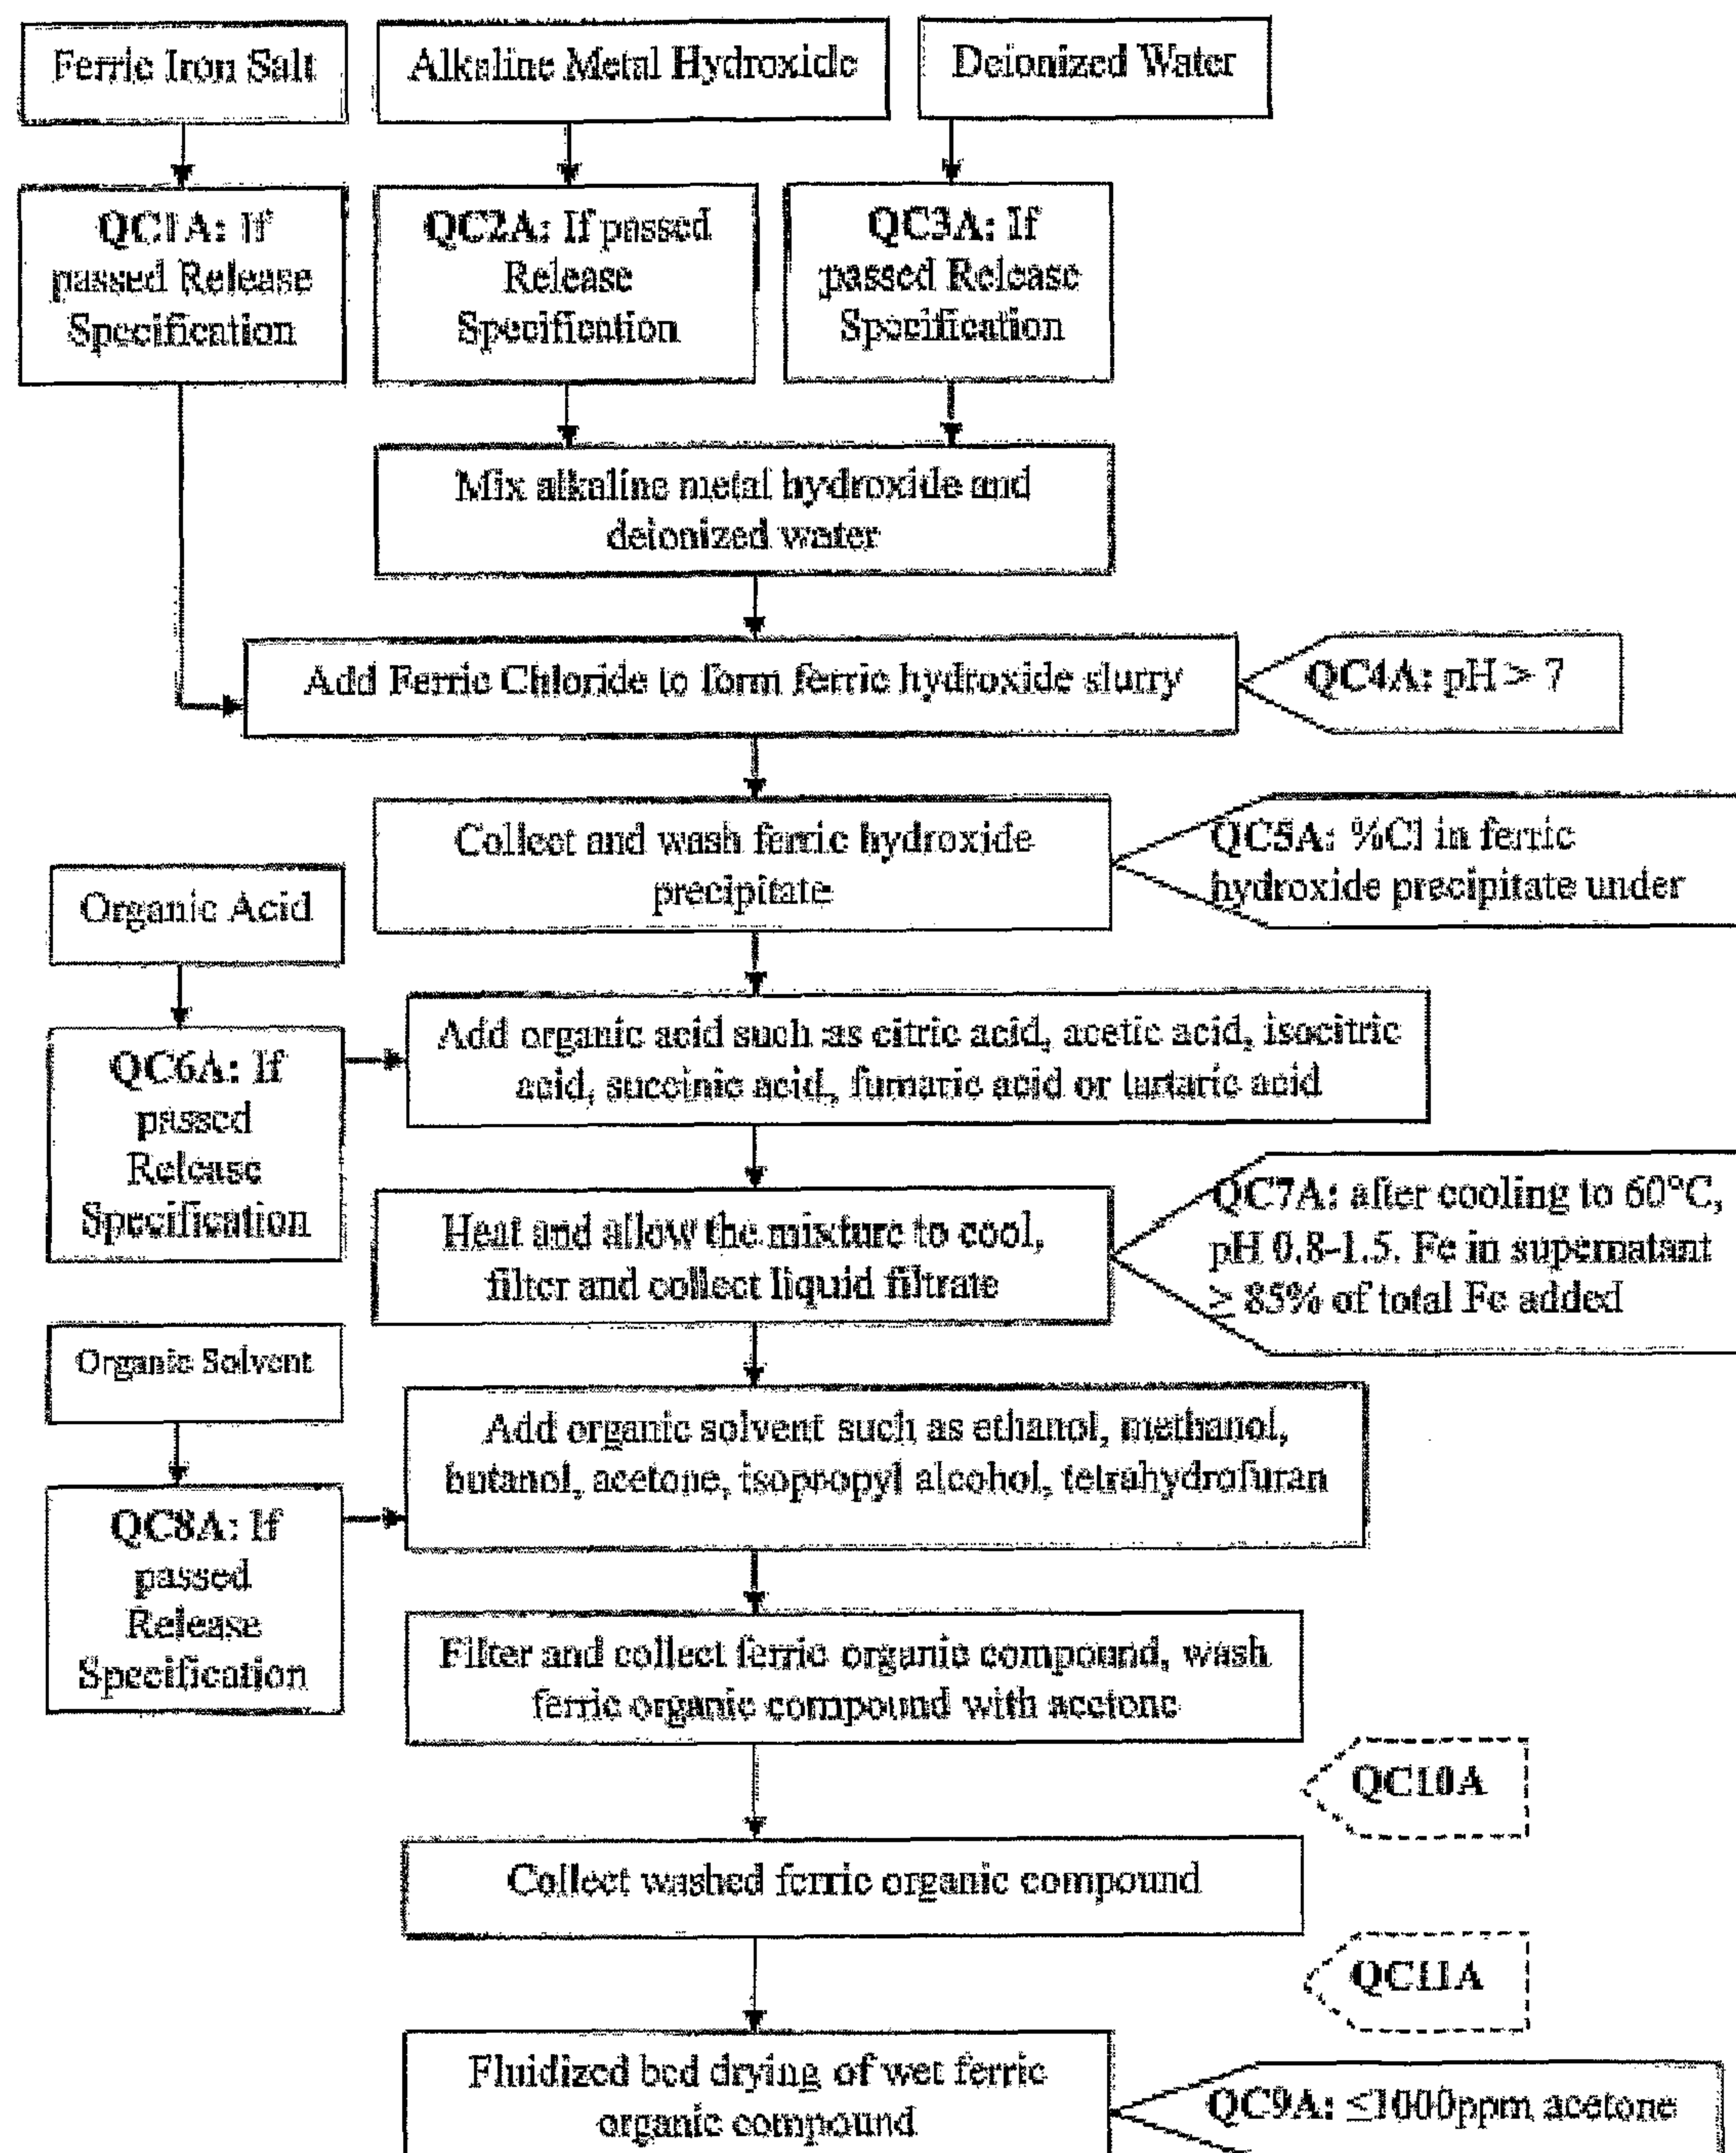 Ferric Iron Salt
Alkaline Metal Hydroxide
Deionized Water
QC1A: If
passed Release
Specification
QC2A: If passed
Release
Specification
QC3A: If
passed Release
Specification
Mix alkaline metal hydroxide and
deionized water
Add Ferric Chloride to form ferric hydroxide slurry
QC4A: pH > 7
Collect and wash ferric hydroxide
precipitate
QC5A: %Cl in ferric
hydroxide precipitate under
Organic Acid
QC6A: If
passed
Release
Specification
Add organic acid such as citric acid, acetic acid, isocitric
acid, succinic acid, fumaric acid or tartaric acid
Heat and allow the mixture to cool,
filter and collect liquid filtrate
QC7A: after cooling to 60°C,
pH 0.8-1.5. Fe in supernatant
≥ 85% of total Fe added
Organic Solvent
QC8A: If
passed
Release
Specification
Add organic solvent such as ethanol, methanol,
butanol, acetone, isopropyl alcohol, tetrahydrofuran
Filter and collect ferric organic compound, wash
ferric organic compound with acetone
QC10A
Collect washed ferric organic compound
QC11A
Fluidized bed drying of wet ferric
organic compound
QC9A: ≤1000ppm acetone